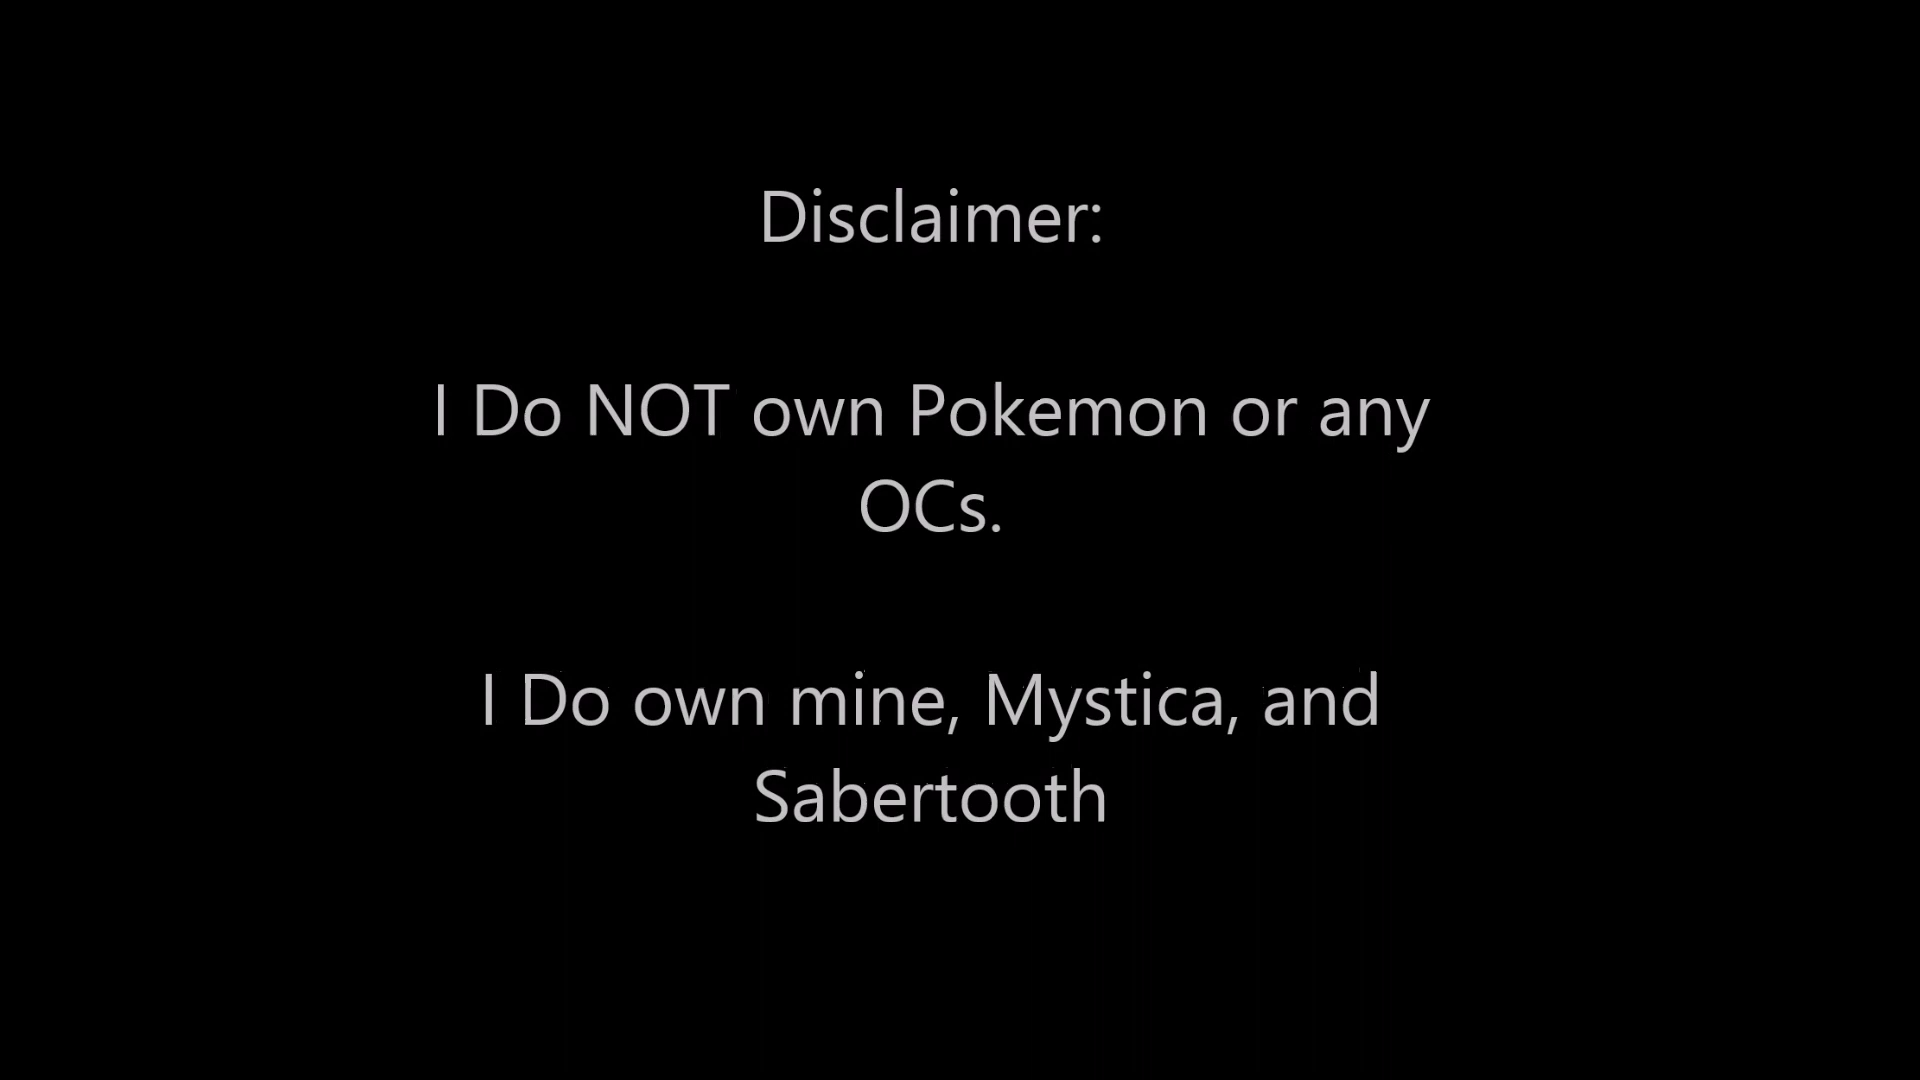 Disclaimer:
I Do NOT own Pokemon or any
OCs.
I Do own mine, Mystica, and
Sabertooth